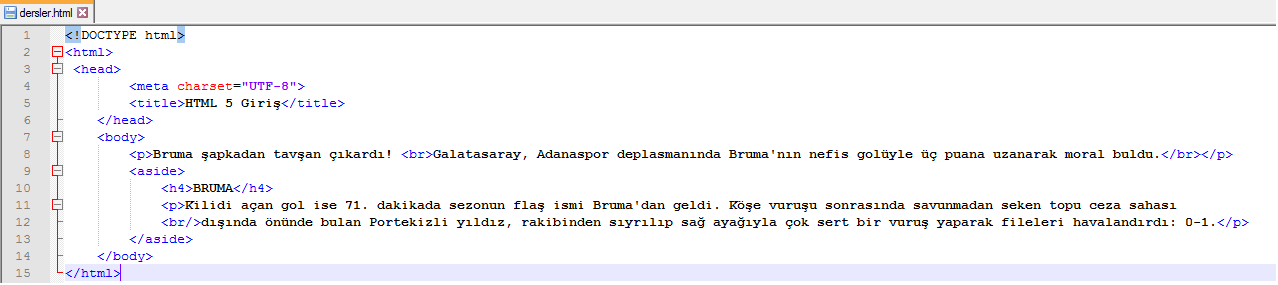 dersler.html
1 <!DOCTYPE html>
2 <html>
3 <head>
4 <meta charset="UTF-8">
5 <title>HTML 5 Giriş</title>
6 </head>
7 <body>
8 <p>Bruma şapkadan tavşan çıkardı! <br>Galatasaray, Adanaspor deplasmanında Bruma'nın nefis golüyle üç puana uzanarak moral buldu.</br></p>
9 <aside>
10 <h4>BRUMA</h4>
11 <p>Kilidi açan gol ise 71. dakikada sezonun flaş ismi Bruma'dan geldi. Köşe vuruşu sonrasında savunmadan seken topu ceza sahası
12 <br/>dışında önünde bulan Portekizli yıldız, rakibinden sıyrılıp sağ ayağıyla çok sert bir vuruş yaparak fileleri havalandırdı: 0-1.</p>
13 </aside>
14 </body>
15 </html>